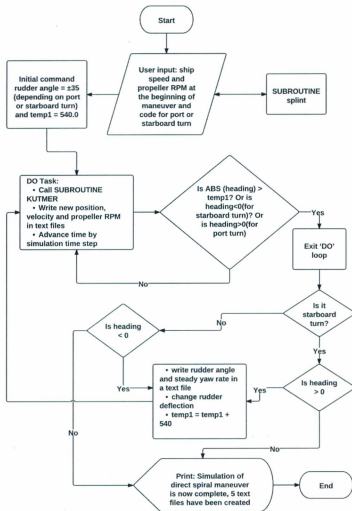 Start
Initial command
rudder angle = ±35
(depending on port
or starboard turn)
and temp1 = 540.0
User input: ship
speed and
propeller RPM at
the beginning of
maneuver and
code for port or
starboard turn
SUBROUTINE
splint
DO Task:
• Call SUBROUTINE
KUTMER
• Write new position,
velocity and propeller RPM
in text files
• Advance time by
simulation time step
Is ABS (heading) >
temp1? Or is
heading<0(for
starboard turn)? Or
is heading>0(for
port turn)
Yes
No
Exit 'DO'
loop
Is it
starboard
turn?
No
Yes
Is heading
< 0
Yes
No
• write rudder angle
and steady yaw rate in
a text file
• change rudder
deflection
• temp1 = temp1 +
540
Yes
Is heading
> 0
No
Print: Simulation of
direct spiral maneuver
is now complete, 5 text
files have been created
End